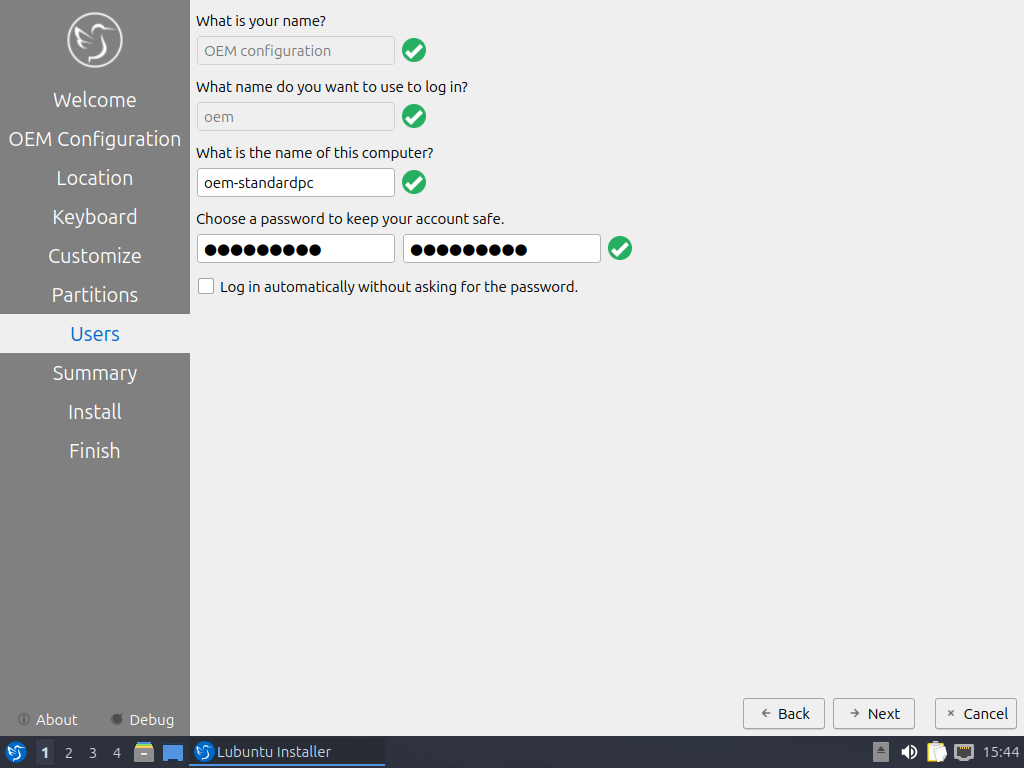 What is your name?
OEM configuration
What name do you want to use to log in?
oem
What is the name of this computer?
oem-standardpc
Choose a password to keep your account safe.
●●●●●●●●● ●●●●●●●●●
Log in automatically without asking for the password.
Welcome
OEM Configuration
Location
Keyboard
Customize
Partitions
Users
Summary
Install
Finish
About Debug
Back Next Cancel
1 2 3 4 Lubuntu Installer 15:44